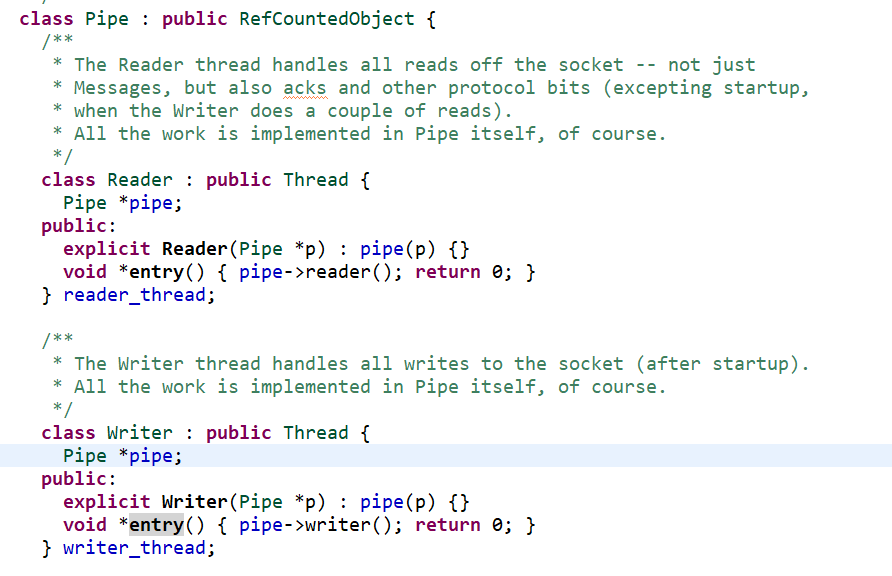 class Pipe : public RefCountedObject {
/**
* The Reader thread handles all reads off the socket -- not just
* Messages, but also acks and other protocol bits (excepting startup,
* when the Writer does a couple of reads).
* All the work is implemented in Pipe itself, of course.
*/
class Reader : public Thread {
Pipe *pipe;
public:
explicit Reader(Pipe *p) : pipe(p) {}
void *entry() { pipe->reader(); return 0; }
} reader_thread;
/**
* The Writer thread handles all writes to the socket (after startup).
* All the work is implemented in Pipe itself, of course.
*/
class Writer : public Thread {
Pipe *pipe;
public:
explicit Writer(Pipe *p) : pipe(p) {}
void *entry() { pipe->writer(); return 0; }
} writer_thread;